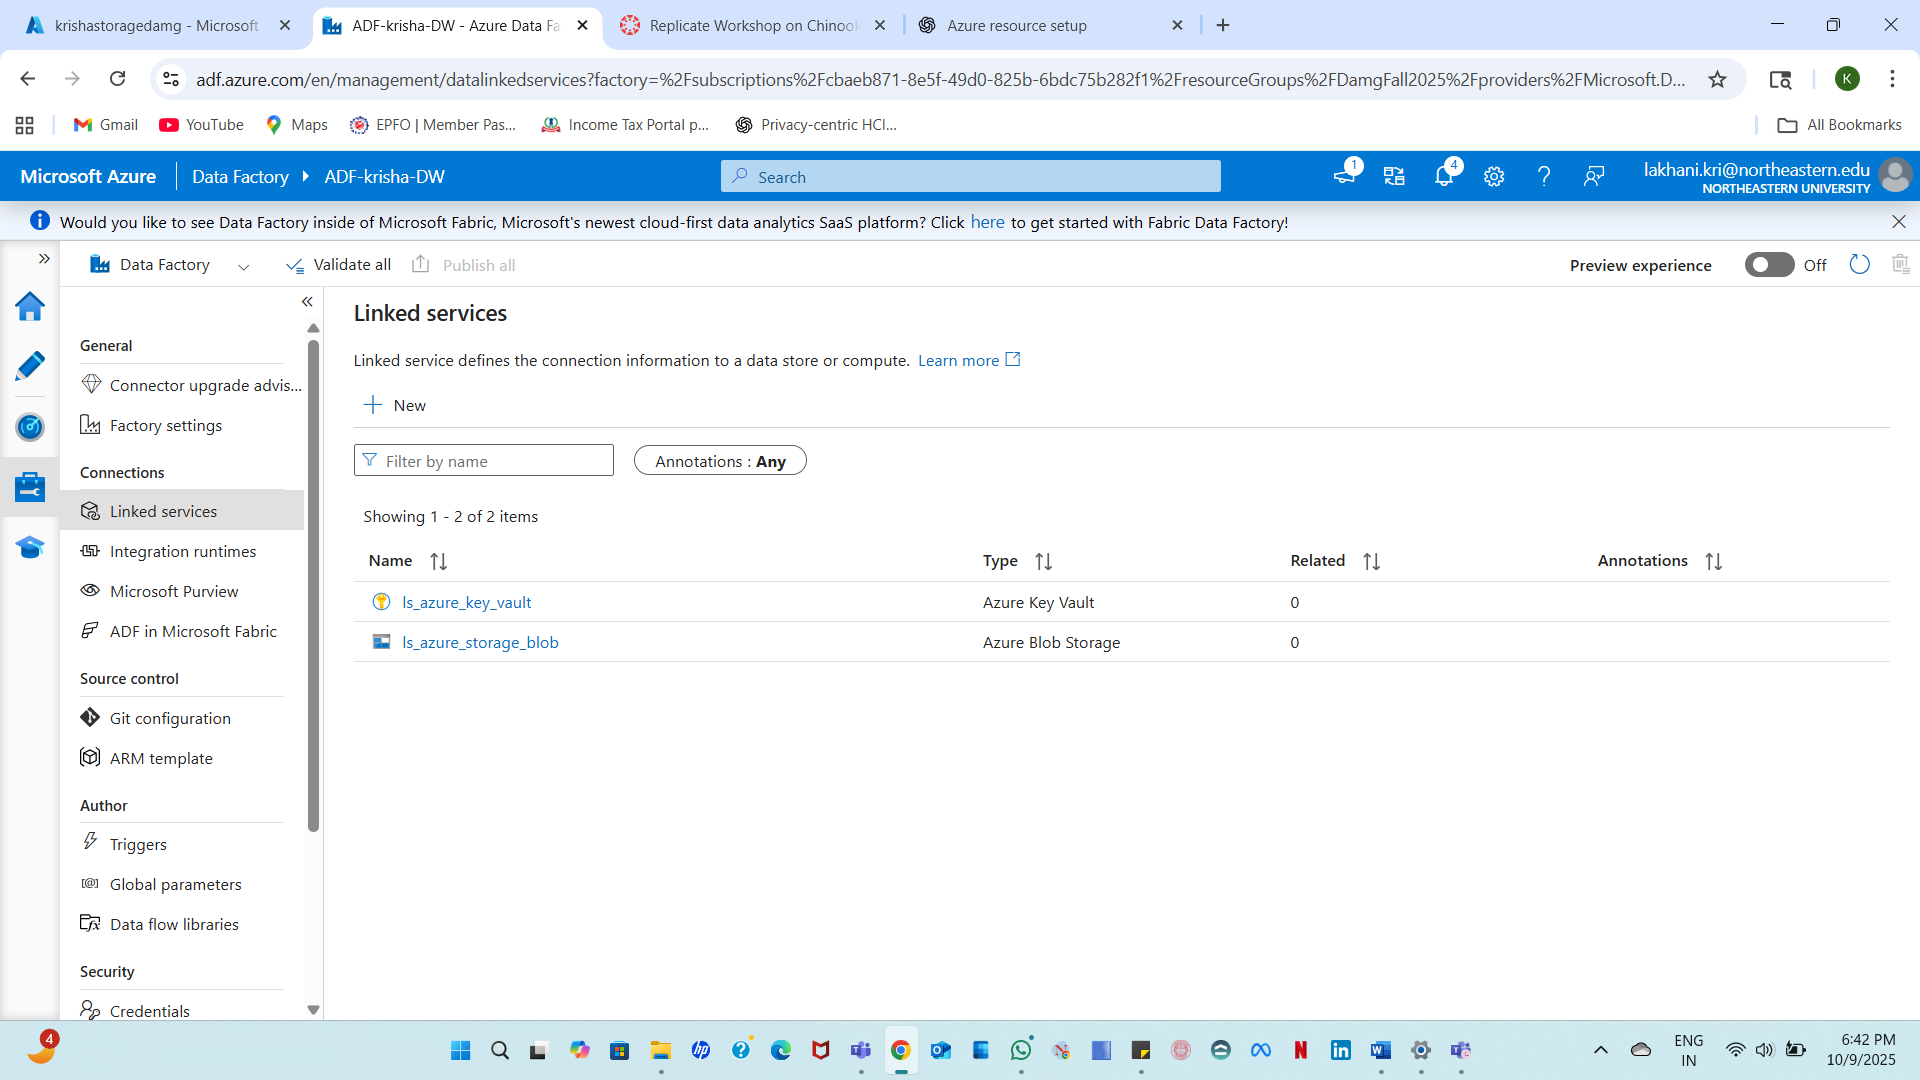 krishastoragedamg - Microsoft
ADF-krisha-DW - Azure Data Fa
Replicate Workshop on Chinook
Azure resource setup
adf.azure.com/en/management/datalinkedservices?factory=%2Fsubscriptions%2Fcbaeb871-8e5f-49d0-825b-6bdc75b282f1%2FresourceGroups%2FDamgFall2025%2Fproviders%2FMicrosoft.D...
K
Gmail
YouTube
Maps
EPFO | Member Pas...
Income Tax Portal p...
Privacy-centric HCI...
All Bookmarks
Microsoft Azure
Data Factory
ADF-krisha-DW
Search
1
4
lakhani.kri@northeastern.edu
NORTHEASTERN UNIVERSITY
Would you like to see Data Factory inside of Microsoft Fabric, Microsoft's newest cloud-first data analytics SaaS platform? Click here to get started with Fabric Data Factory!
Data Factory
Validate all
Publish all
Preview experience
Off
General
Connector upgrade advis...
Factory settings
Connections
Linked services
Integration runtimes
Microsoft Purview
ADF in Microsoft Fabric
Source control
Git configuration
ARM template
Author
Triggers
Global parameters
Data flow libraries
Security
Credentials
Linked services
Linked service defines the connection information to a data store or compute. Learn more
New
Filter by name
Annotations : Any
Showing 1 - 2 of 2 items
Name
Type
Related
Annotations
ls_azure_key_vault
Azure Key Vault
0
ls_azure_storage_blob
Azure Blob Storage
0
4
ENG
IN
6:42 PM
10/9/2025